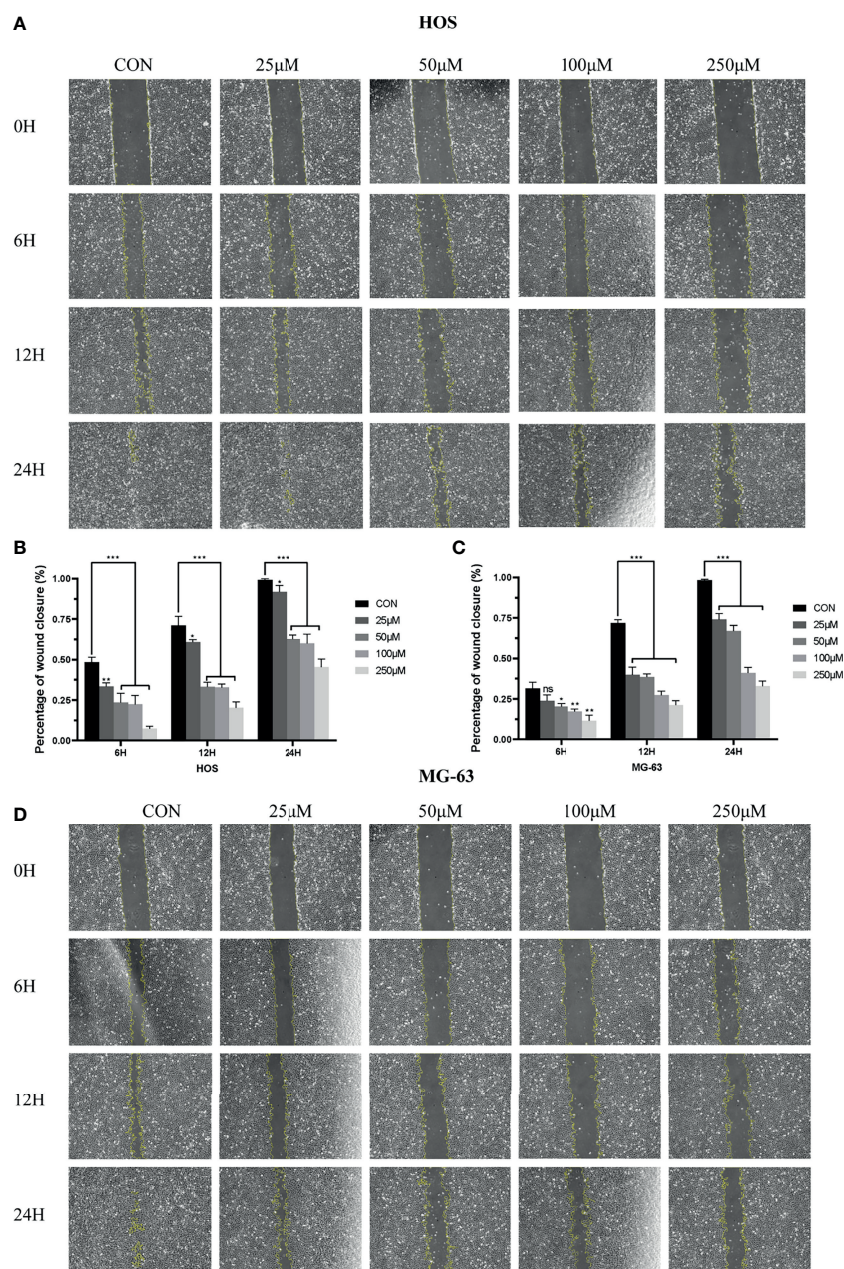 A
HOS
CON 25μM 50μM 100μM 250μM
0H
6H
12H
24H
B
Percentage of wound closure (%)
1.00
0.75
0.50
0.25
0.00
***
**
***
*
***
*
6H 12H 24H
HOS
CON
25μM
50μM
100μM
250μM
C
Percentage of wound closure (%)
1.00
0.75
0.50
0.25
0.00
ns
*
**
**
***
***
6H 12H 24H
MG-63
CON
25μM
50μM
100μM
250μM
MG-63
D
CON 25μM 50μM 100μM 250μM
0H
6H
12H
24H